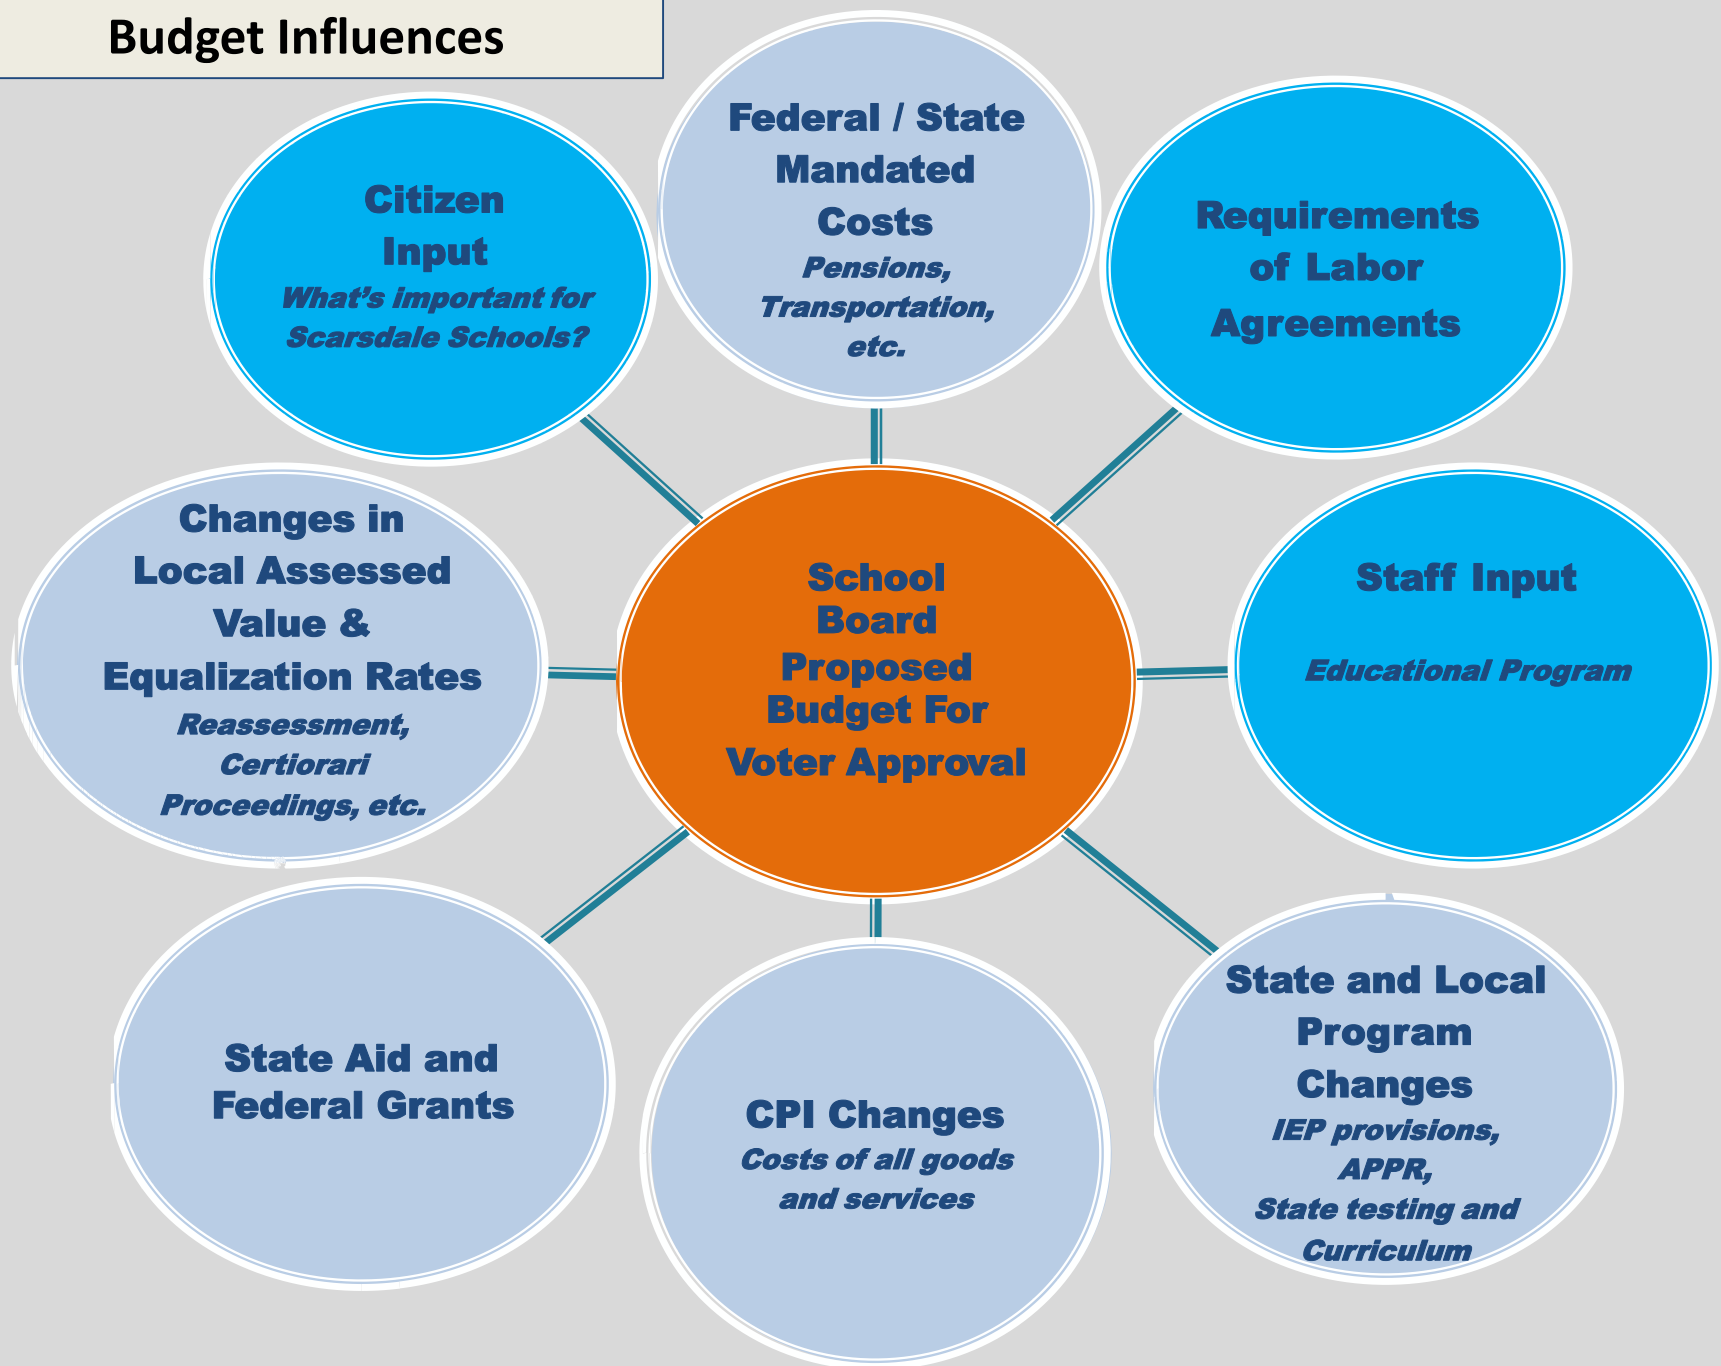 Budget Influences
Federal / State
Mandated
Costs
Pensions,
Transportation,
etc.
Citizen
Input
What's important for
Scarsdale Schools?
Requirements
of Labor
Agreements
Changes in
Local Assessed
Value &
Equalization Rates
Reassessment,
Certiorari
Proceedings, etc.
School
Board
Proposed
Budget For
Voter Approval
Staff Input
Educational Program
State Aid and
Federal Grants
CPI Changes
Costs of all goods
and services
State and Local
Program
Changes
IEP provisions,
APPR,
State testing and
Curriculum